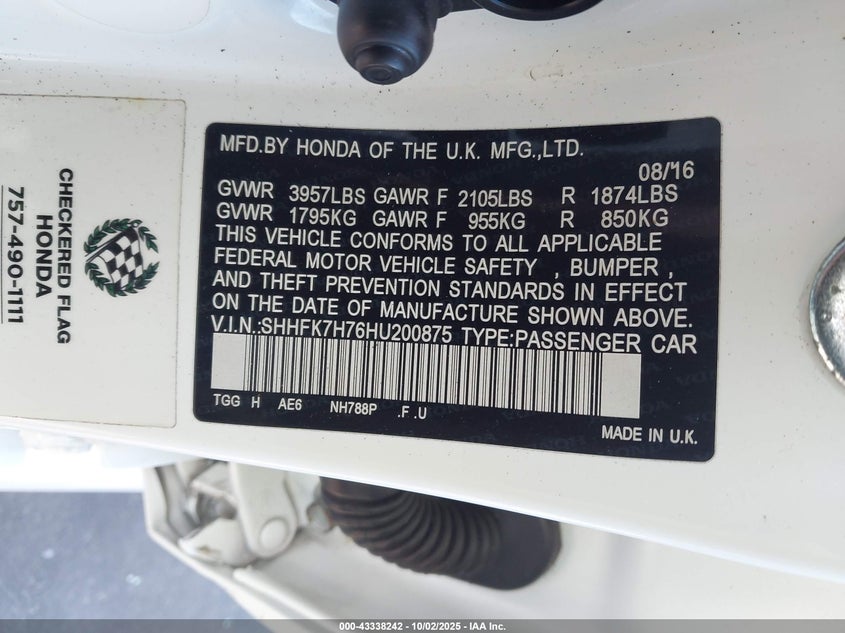 MFD.BY HONDA OF THE U.K. MFG.,LTD.
08/16
GVWR 3957LBS GAWR F 2105LBS R 1874LBS
GVWR 1795KG GAWR F 955KG R 850KG
THIS VEHICLE CONFORMS TO ALL APPLICABLE
FEDERAL MOTOR VEHICLE SAFETY , BUMPER ,
AND THEFT PREVENTION STANDARDS IN EFFECT
ON THE DATE OF MANUFACTURE SHOWN ABOVE.
V.I.N.:SHHFK7H76HU200875 TYPE:PASSENGER CAR
TGG H AE6 NH788P .F .U
MADE IN U.K.
CHECKERED FLAG
HONDA
757-490-1111
000-43338242 - 10/02/2025 - IAA Inc.